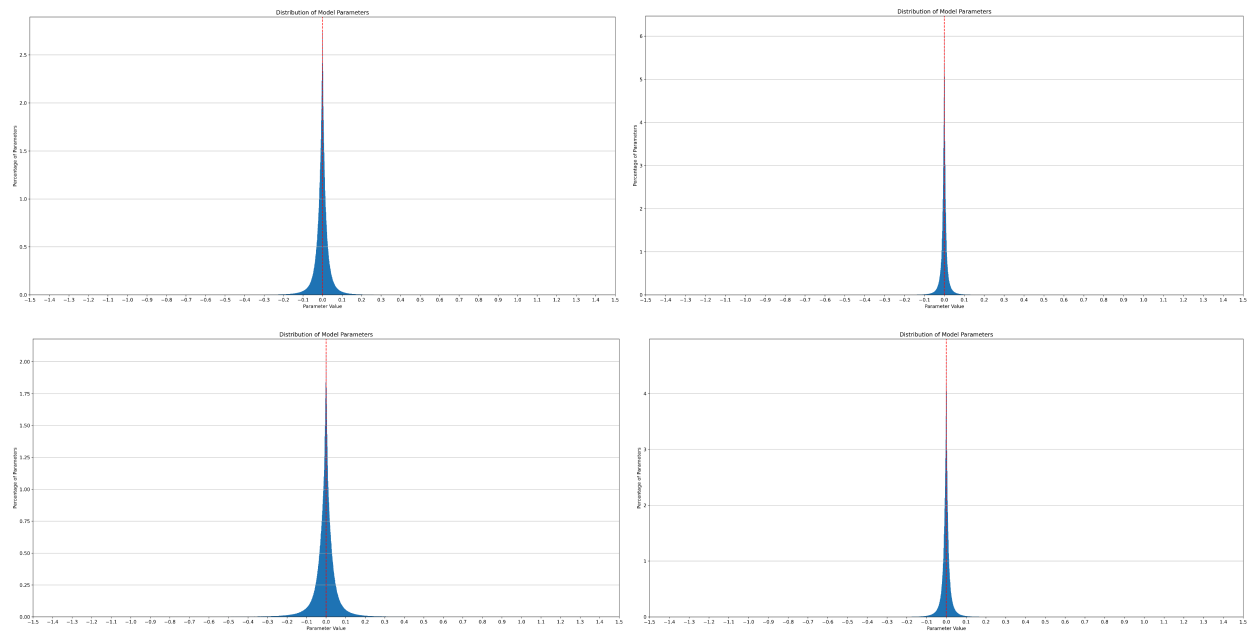 Distribution of Model Parameters
2.5
2.0
1.5
1.0
0.5
0.0
Percentage of Parameters
−1.5 −1.4 −1.3 −1.2 −1.1 −1.0 −0.9 −0.8 −0.7 −0.6 −0.5 −0.4 −0.3 −0.2 −0.1 0.0 0.1 0.2 0.3 0.4 0.5 0.6 0.7 0.8 0.9 1.0 1.1 1.2 1.3 1.4 1.5
Parameter Value
Distribution of Model Parameters
6
5
4
3
2
1
0
Percentage of Parameters
−1.5 −1.4 −1.3 −1.2 −1.1 −1.0 −0.9 −0.8 −0.7 −0.6 −0.5 −0.4 −0.3 −0.2 −0.1 0.0 0.1 0.2 0.3 0.4 0.5 0.6 0.7 0.8 0.9 1.0 1.1 1.2 1.3 1.4 1.5
Parameter Value
Distribution of Model Parameters
2.00
1.75
1.50
1.25
1.00
0.75
0.50
0.25
0.00
Percentage of Parameters
−1.5 −1.4 −1.3 −1.2 −1.1 −1.0 −0.9 −0.8 −0.7 −0.6 −0.5 −0.4 −0.3 −0.2 −0.1 0.0 0.1 0.2 0.3 0.4 0.5 0.6 0.7 0.8 0.9 1.0 1.1 1.2 1.3 1.4 1.5
Parameter Value
Distribution of Model Parameters
4
3
2
1
0
Percentage of Parameters
−1.5 −1.4 −1.3 −1.2 −1.1 −1.0 −0.9 −0.8 −0.7 −0.6 −0.5 −0.4 −0.3 −0.2 −0.1 0.0 0.1 0.2 0.3 0.4 0.5 0.6 0.7 0.8 0.9 1.0 1.1 1.2 1.3 1.4 1.5
Parameter Value